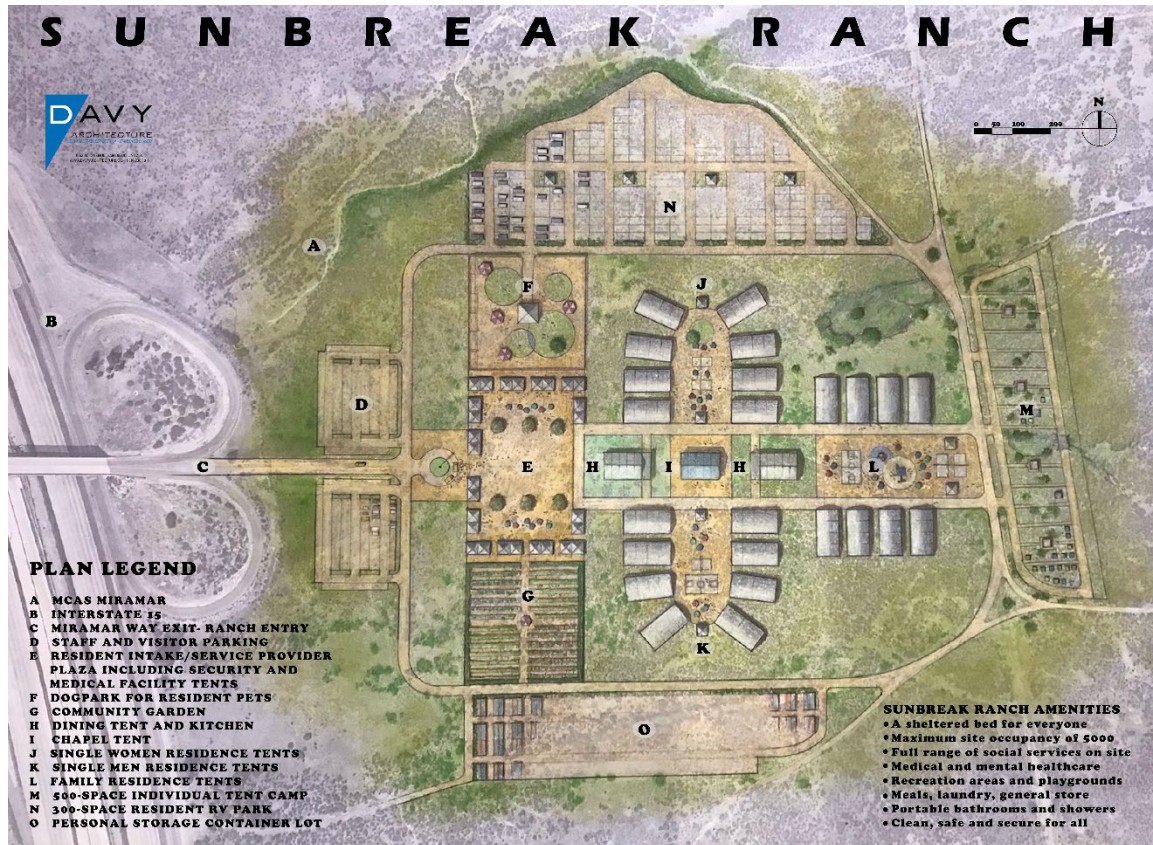 SUNBREAK RANCH
DAVY
ARCHITECTURE
N
0 50 100 200
N
A
J
F
B
M
D
C
E
H
I
H
L
G
K
O
PLAN LEGEND
A MCAS MIRAMAR
B INTERSTATE 15
C MIRAMAR WAY EXIT- RANCH ENTRY
D STAFF AND VISITOR PARKING
E RESIDENT INTAKE/SERVICE PROVIDER
PLAZA INCLUDING SECURITY AND
MEDICAL FACILITY TENTS
F DOGPARK FOR RESIDENT PETS
G COMMUNITY GARDEN
H DINING TENT AND KITCHEN
I CHAPEL TENT
J SINGLE WOMEN RESIDENCE TENTS
K SINGLE MEN RESIDENCE TENTS
L FAMILY RESIDENCE TENTS
M 500-SPACE INDIVIDUAL TENT CAMP
N 300-SPACE RESIDENT RV PARK
O PERSONAL STORAGE CONTAINER LOT
SUNBREAK RANCH AMENITIES
• A sheltered bed for everyone
• Maximum site occupancy of 5000
• Full range of social services on site
• Medical and mental healthcare
• Recreation areas and playgrounds
• Meals, laundry, general store
• Portable bathrooms and showers
• Clean, safe and secure for all